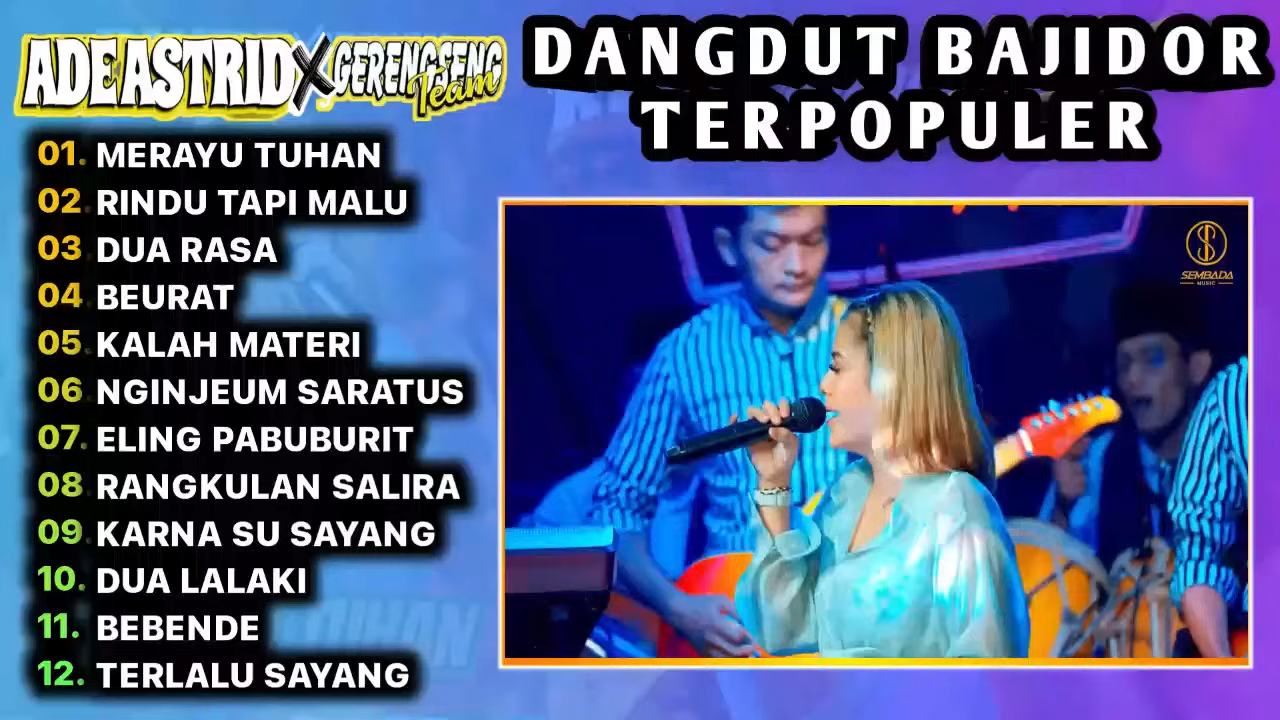 ADE ASTRID X GERENGSENG Team
DANGDUT BAJIDOR
TERPOPULER
01. MERAYU TUHAN
02. RINDU TAPI MALU
03 DUA RASA
04 BEURAT
05. KALAH MATERI
06 NGINJEUM SARATUS
07. ELING PABUBURIT
08 RANGKULAN SALIRA
09 KARNA SU SAYANG
10. DUA LALAKI
11. BEBENDE
12. TERLALU SAYANG
SEMBADA
MUSIC
TUHAN